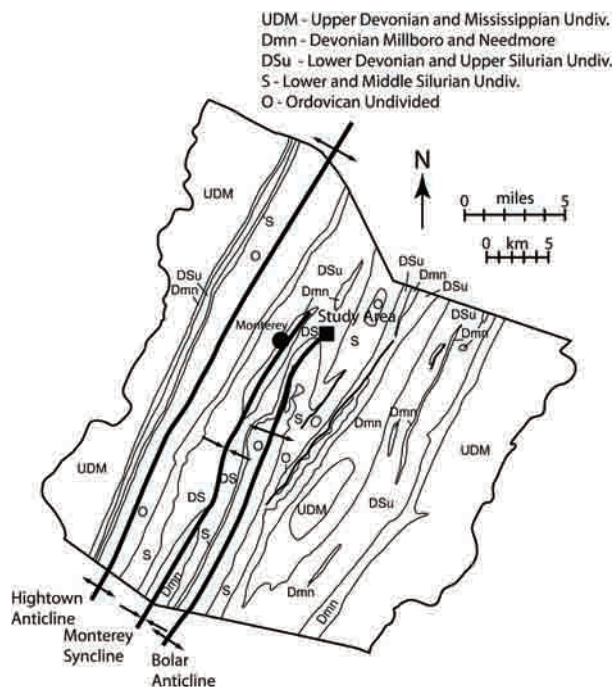 UDM - Upper Devonian and Mississippian Undiv.
Dmn - Devonian Millboro and Needmore
DSu - Lower Devonian and Upper Silurian Undiv.
S - Lower and Middle Silurian Undiv.
O - Ordovican Undivided
N
0 miles 5
0 km 5
UDM
S
O
DSu
Dmn
DSu
Dmn
O
DSu
Dmn
DSu
Monterey
DS
Study Area
S
Dmn
O
Dmn
UDM
S
O
O
Dmn
Dmn
UDM
DS
DS
UDM
DSu
O
S
S
Dmn
S
Dmn
Dmn
Hightown
Anticline
Monterey
Syncline
Bolar
Anticline